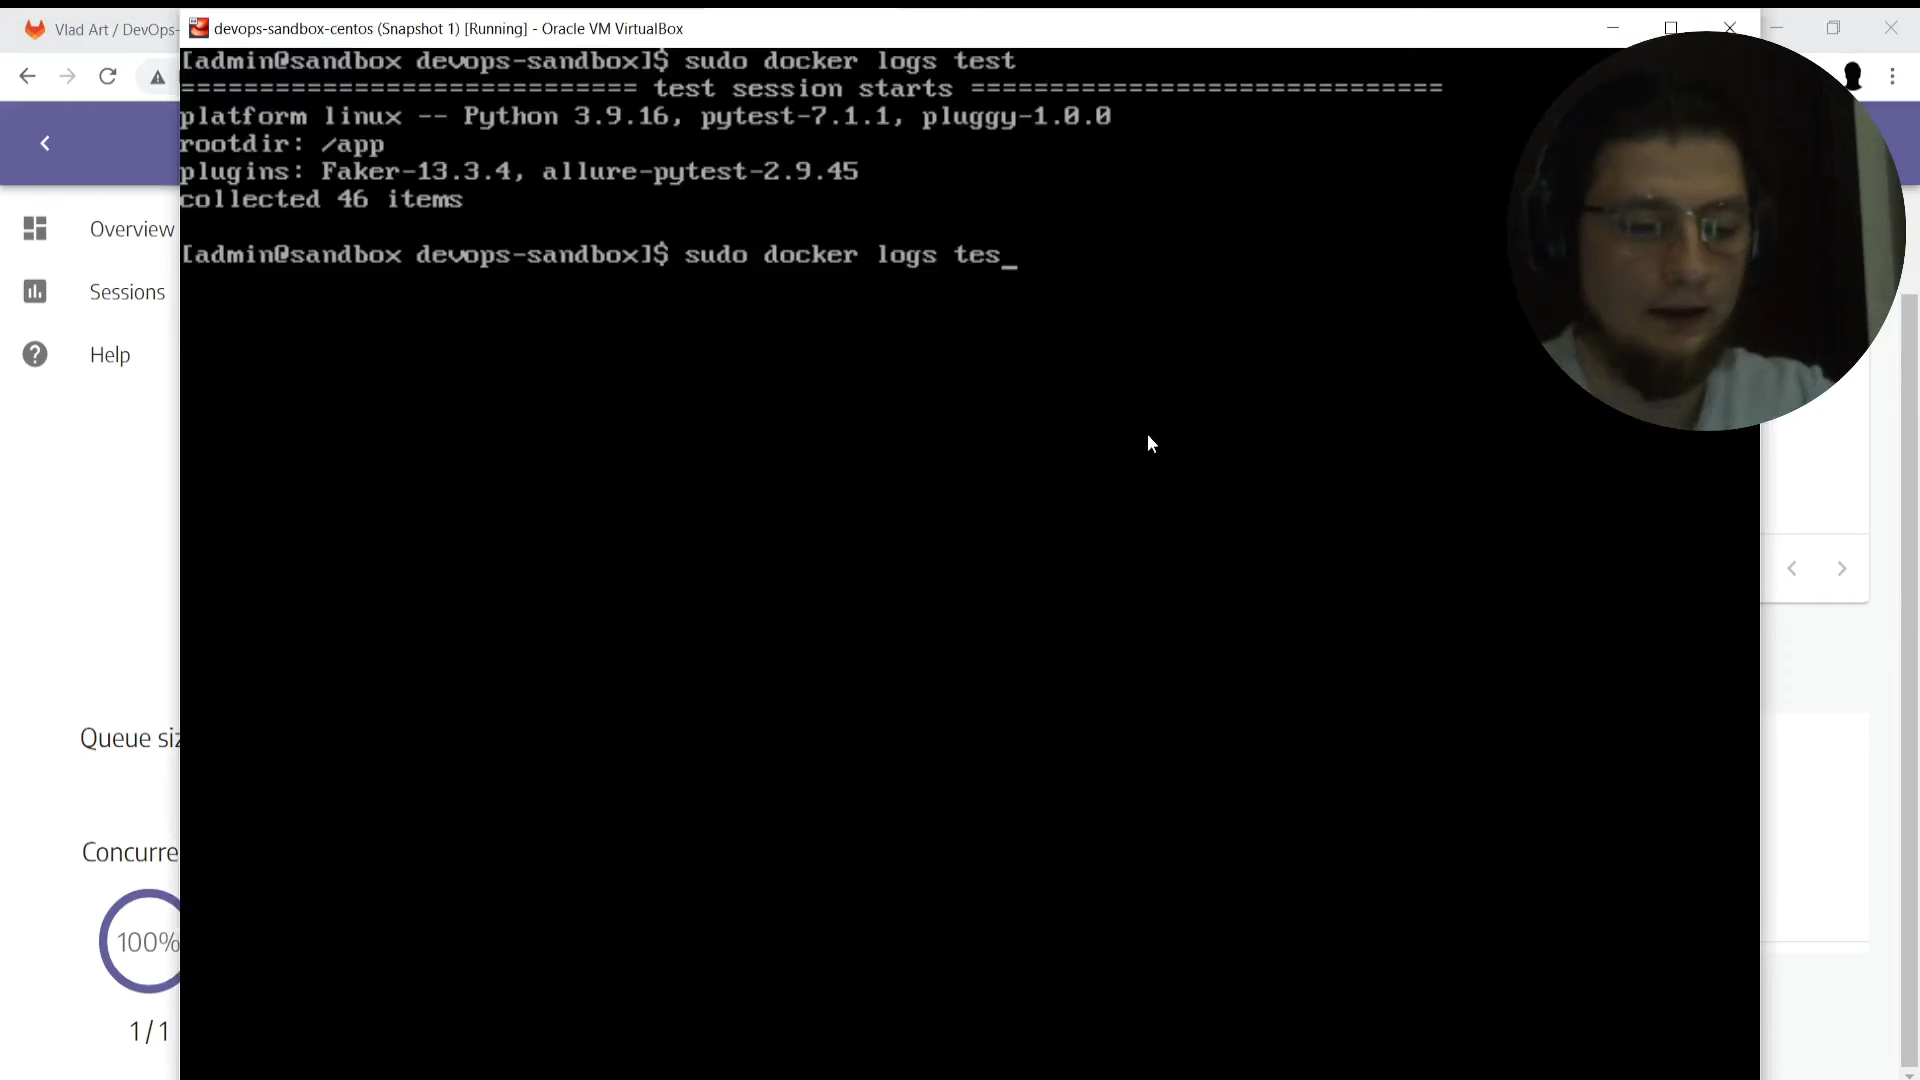 Vlad Art / DevOps-
devops-sandbox-centos (Snapshot 1) [Running] - Oracle VM VirtualBox
[admin@sandbox devops-sandbox]$ sudo docker logs test
============================= test session starts ==============================
platform linux -- Python 3.9.16, pytest-7.1.1, pluggy-1.0.0
rootdir: /app
plugins: Faker-13.3.4, allure-pytest-2.9.45
collected 46 items
[admin@sandbox devops-sandbox]$ sudo docker logs tes_
Overview
Sessions
Help
Queue siz
Concurre
100%
1 / 1